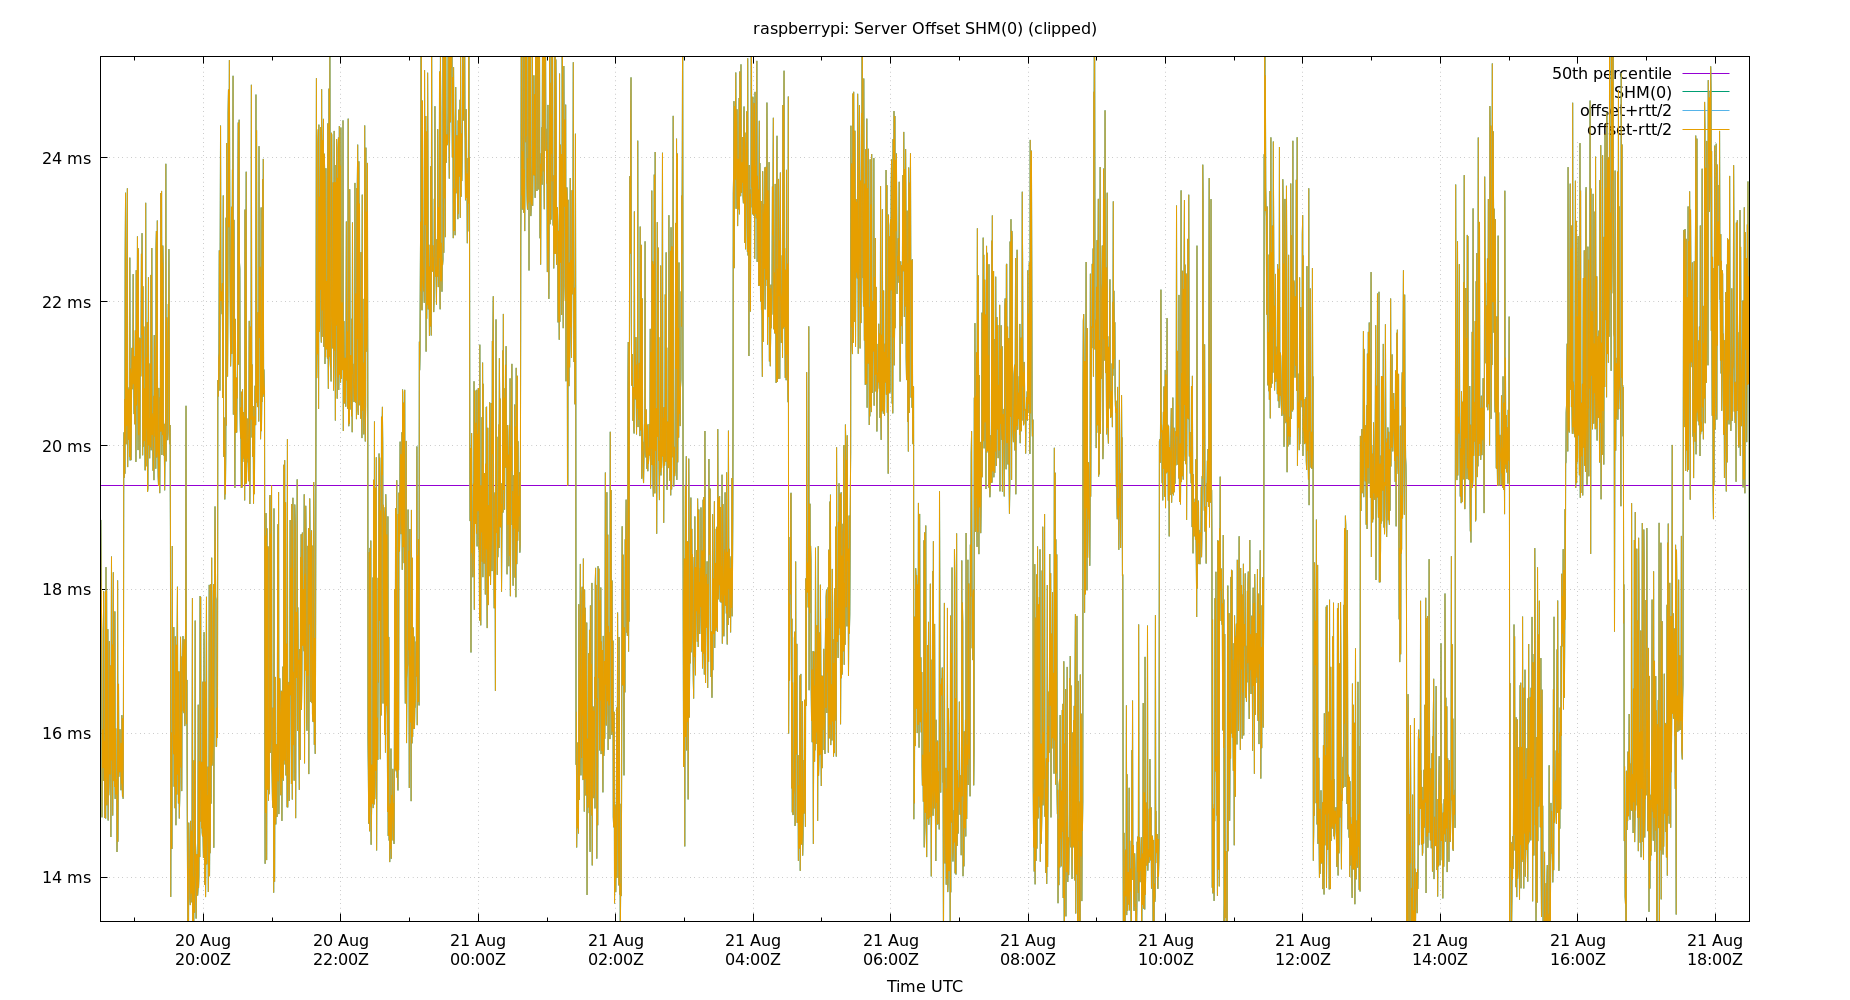 raspberrypi: Server Offset SHM(0) (clipped)
50th percentile
SHM(0)
offset+rtt/2
offset-rtt/2
24 ms
22 ms
20 ms
18 ms
16 ms
14 ms
20 Aug 20 Aug 21 Aug 21 Aug 21 Aug 21 Aug 21 Aug 21 Aug 21 Aug 21 Aug 21 Aug 21 Aug
20:00Z 22:00Z 00:00Z 02:00Z 04:00Z 06:00Z 08:00Z 10:00Z 12:00Z 14:00Z 16:00Z 18:00Z
Time UTC